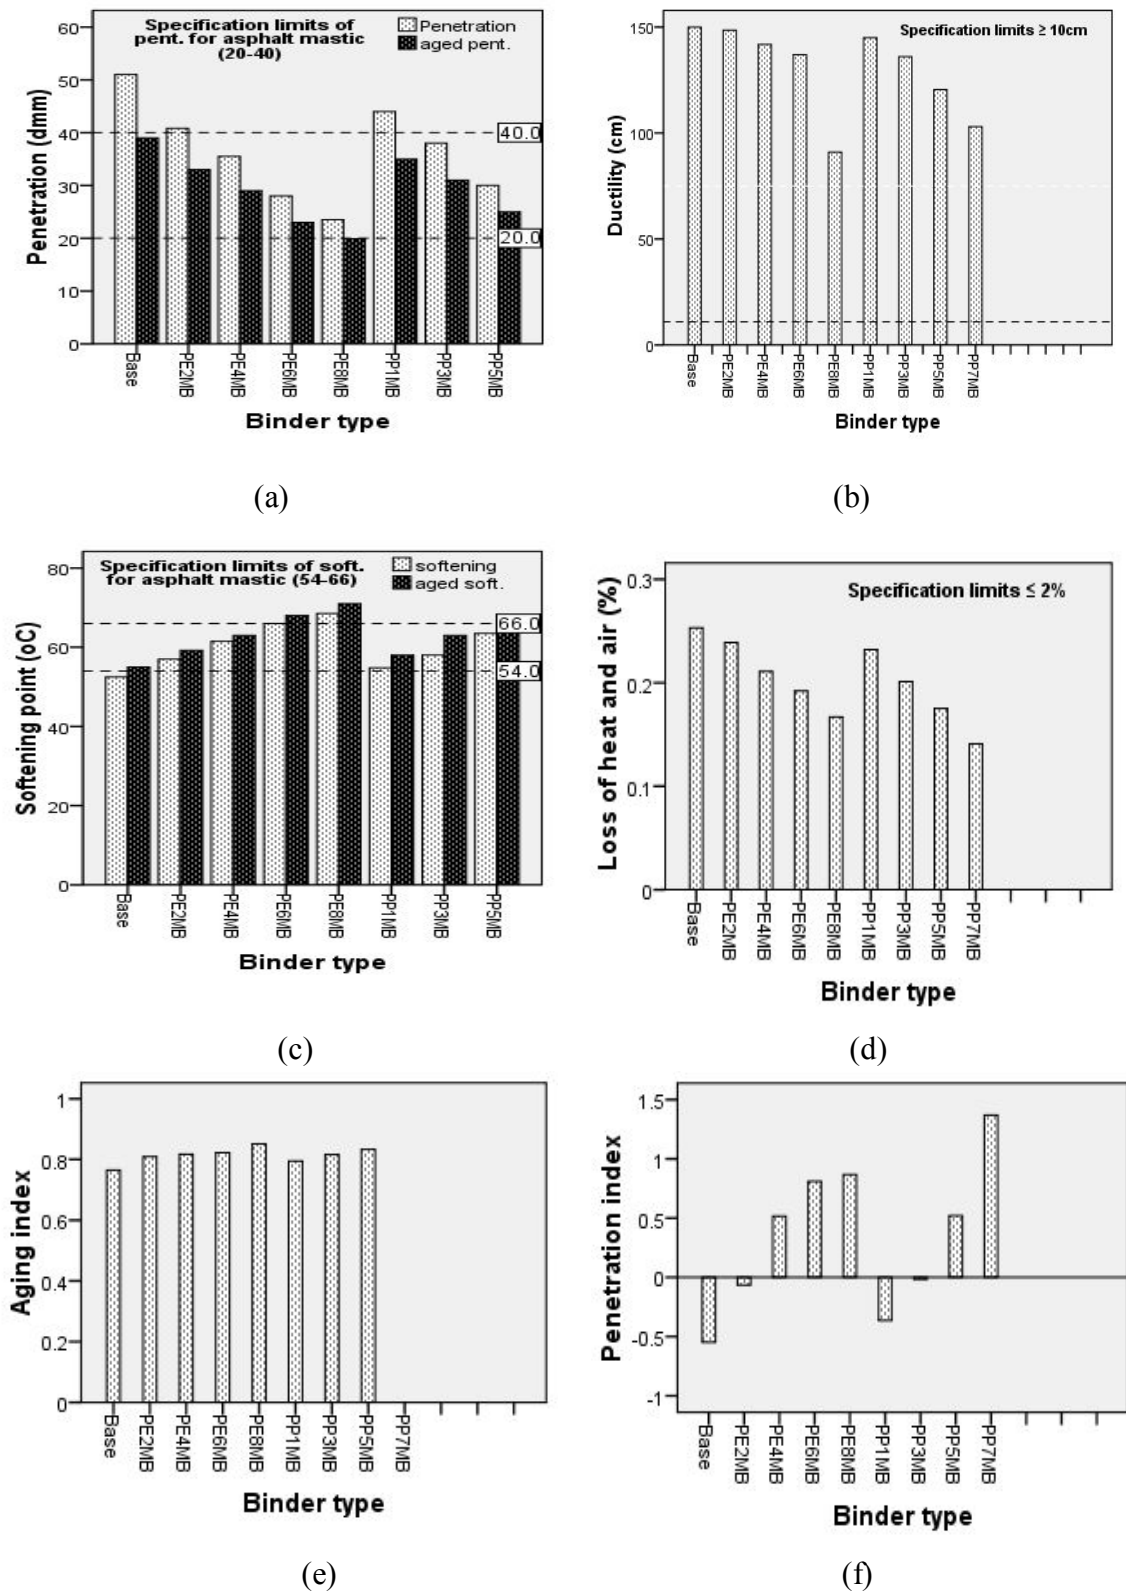 Specification limits of
pent. for asphalt mastic
(20-40)
Penetration
aged pent.
60
50
40
30
20
10
0
40.0
20.0
Penetration (dmm)
Base
PE2MB
PE4MB
PE6MB
PE8MB
PP1MB
PP3MB
PP5MB
Binder type
(a)
Specification limits ≥ 10cm
150
100
50
0
Ductility (cm)
Base
PE2MB
PE4MB
PE6MB
PE8MB
PP1MB
PP3MB
PP5MB
PP7MB
Binder type
(b)
Specification limits of soft.
for asphalt mastic (54-66)
softening
aged soft.
80
60
40
20
0
66.0
54.0
Softening point (oC)
Base
PE2MB
PE4MB
PE6MB
PE8MB
PP1MB
PP3MB
PP5MB
Binder type
(c)
Specification limits ≤ 2%
0.3
0.2
0.1
0
Loss of heat and air (%)
Base
PE2MB
PE4MB
PE6MB
PE8MB
PP1MB
PP3MB
PP5MB
PP7MB
Binder type
(d)
1
0.8
0.6
0.4
0.2
0
Aging index
Base
PE2MB
PE4MB
PE6MB
PE8MB
PP1MB
PP3MB
PP5MB
PP7MB
Binder type
(e)
1.5
1
0.5
0
-0.5
-1
Penetration index
Base
PE2MB
PE4MB
PE6MB
PE8MB
PP1MB
PP3MB
PP5MB
PP7MB
Binder type
(f)